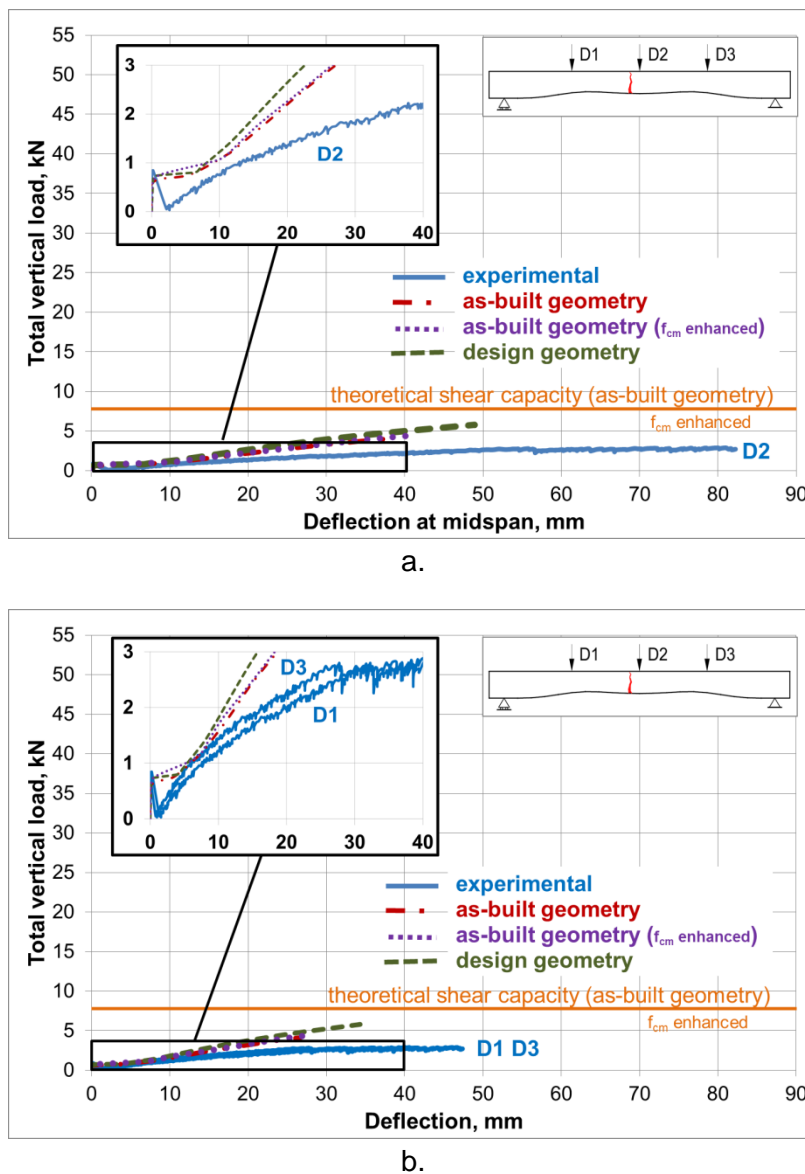 55
50
45
40
35
30
25
20
15
10
5
0
Total vertical load, kN
3
2
1
0
0 10 20 30 40
D2
D1 D2 D3
experimental
as-built geometry
as-built geometry (fcm enhanced)
design geometry
theoretical shear capacity (as-built geometry)
fcm enhanced
D2
0 10 20 30 40 50 60 70 80 90
Deflection at midspan, mm
a.
55
50
45
40
35
30
25
20
15
10
5
0
Total vertical load, kN
3
2
1
0
0 10 20 30 40
D3
D1
D1 D2 D3
experimental
as-built geometry
as-built geometry (fcm enhanced)
design geometry
theoretical shear capacity (as-built geometry)
fcm enhanced
D1 D3
0 10 20 30 40 50 60 70 80 90
Deflection, mm
b.